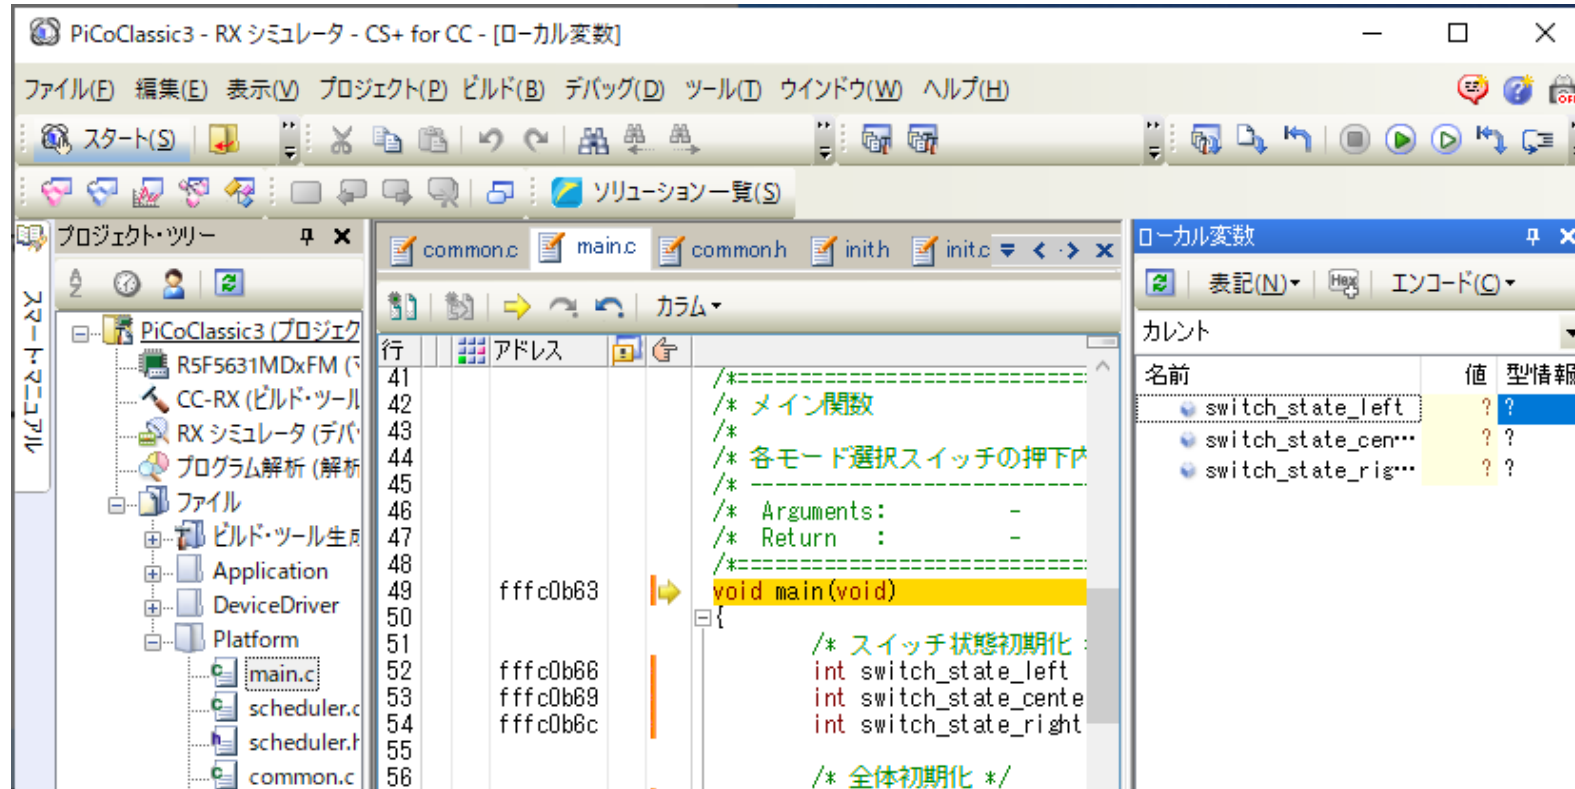 PiCoClassic3 - RX シミュレータ - CS+ for CC - [ローカル変数]
ファイル(F) 編集(E) 表示(V) プロジェクト(P) ビルド(B) デバッグ(D) ツール(T) ウインドウ(W) ヘルプ(H)
スタート(S)
ソリューション一覧(S)
スマート・マニュアル
プロジェクト・ツリー
PiCoClassic3 (プロジェク
R5F5631MDxFM (マ
CC-RX (ビルド・ツール
RX シミュレータ (デバッ
プログラム解析 (解析
ファイル
ビルド・ツール生成
Application
DeviceDriver
Platform
main.c
scheduler.c
scheduler.h
common.c
common.c main.c common.h init.h init.c
カラム
行 アドレス
41 /*============================
42 /* メイン関数
43 /*
44 /* 各モード選択スイッチの押下内
45 /* ----------------------------
46 /* Arguments: -
47 /* Return : -
48 /*============================
49 fffc0b63 void main(void)
50 {
51 /* スイッチ状態初期化 *
52 fffc0b66 int switch_state_left
53 fffc0b69 int switch_state_cente
54 fffc0b6c int switch_state_right
55
56 /* 全体初期化 */
ローカル変数
表記(N) Hex エンコード(C)
カレント
名前 値 型情報
switch_state_left ? ?
switch_state_cen… ? ?
switch_state_rig… ? ?